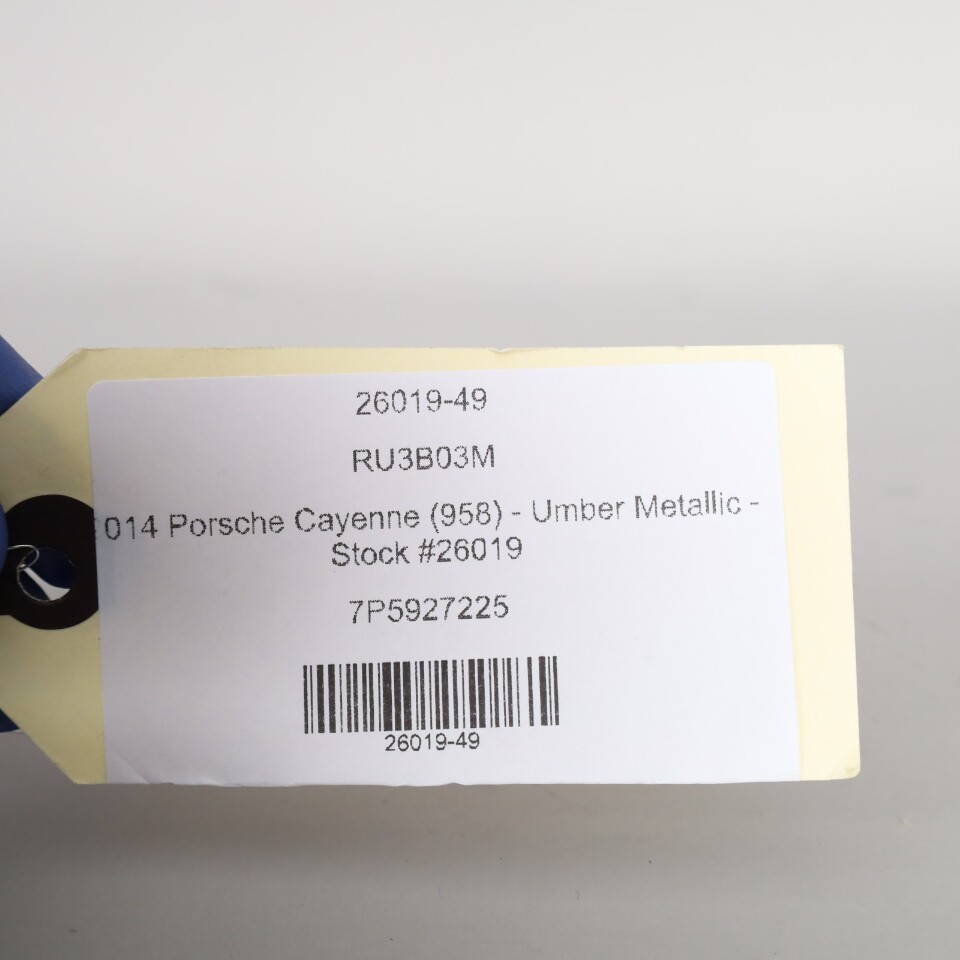 26019-49
RU3B03M
014 Porsche Cayenne (958) - Umber Metallic -
Stock #26019
7P5927225
26019-49